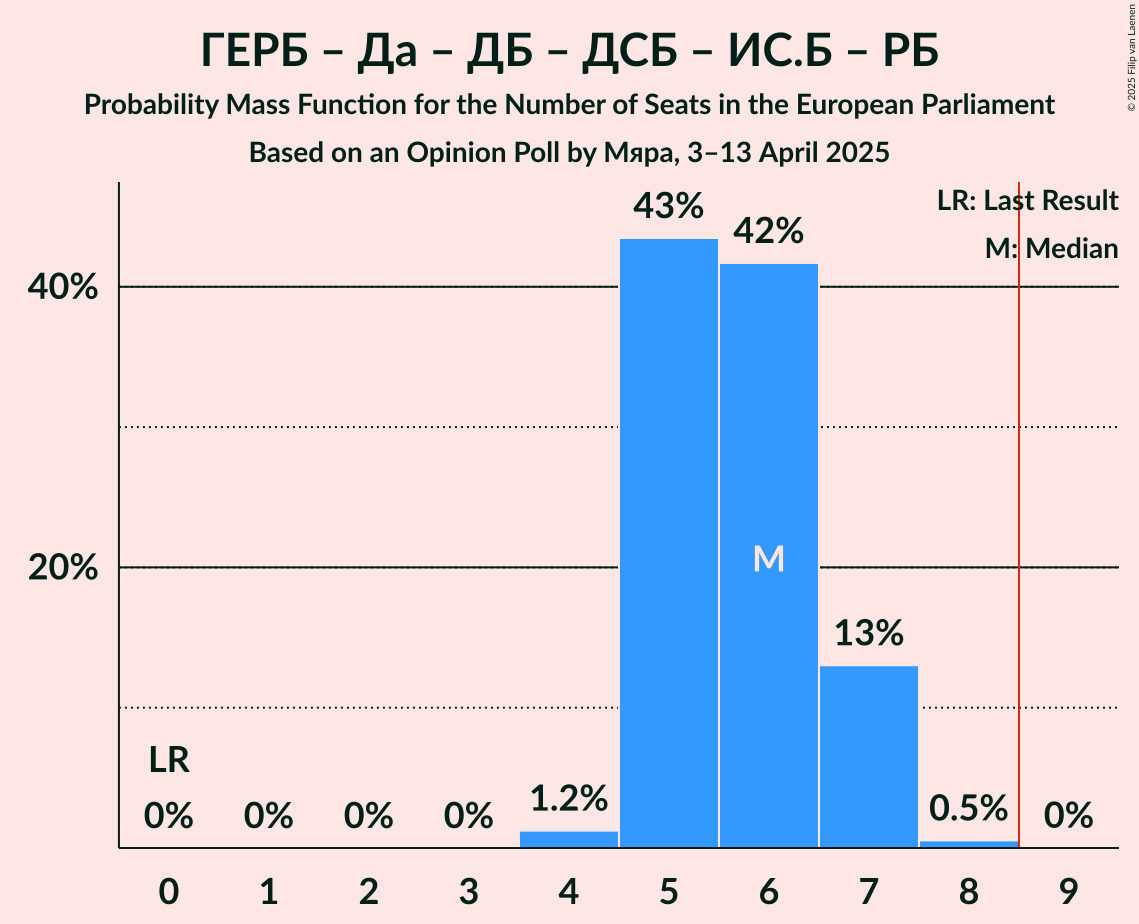 ГЕРБ – Да – ДБ – ДСБ – ИС.Б – РБ
Probability Mass Function for the Number of Seats in the European Parliament
Based on an Opinion Poll by Мяра, 3–13 April 2025
© 2025 Filip van Laenen
LR: Last Result
M: Median
43%
42%
40%
20%
M
13%
LR
0%
0%
0%
0%
1.2%
0.5%
0%
0
1
2
3
4
5
6
7
8
9